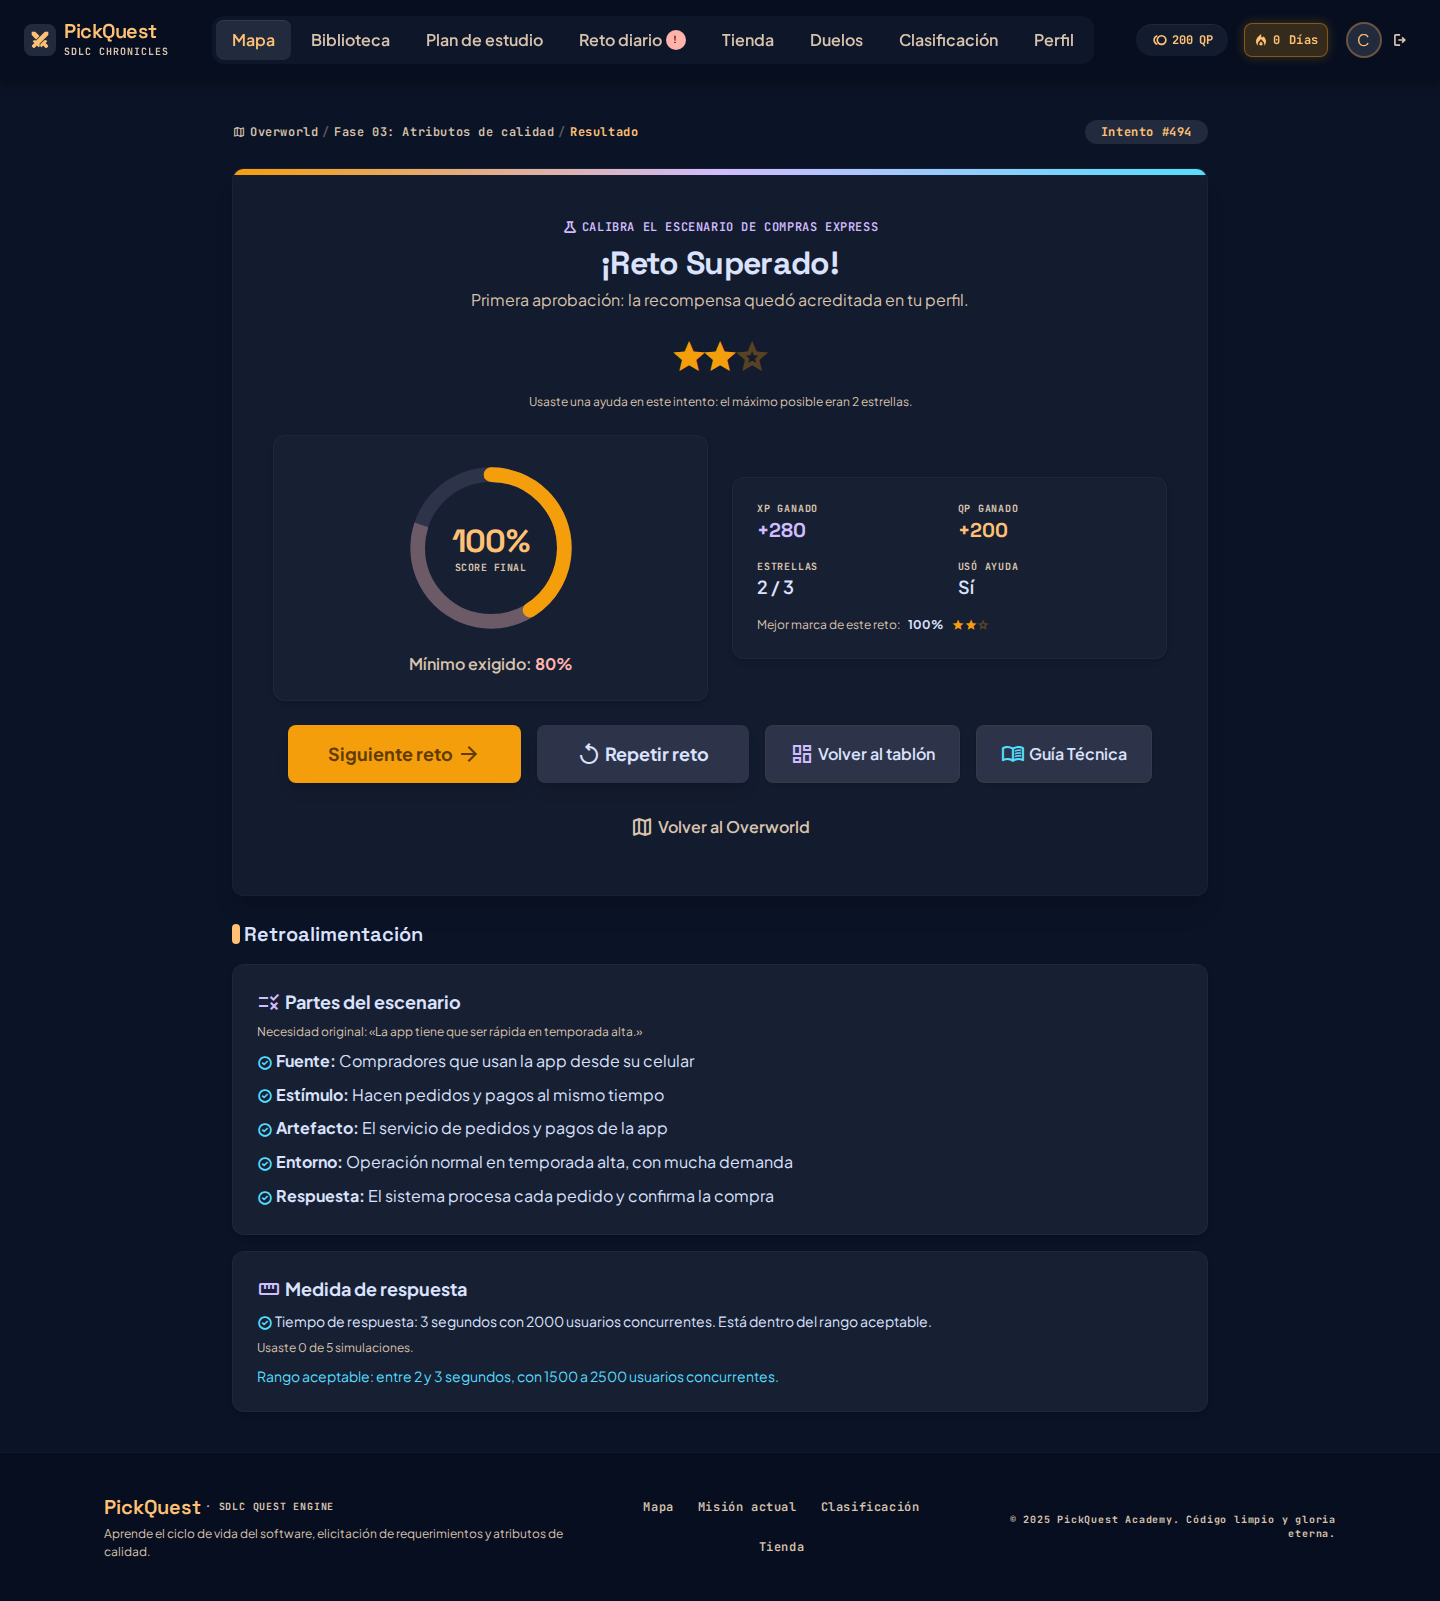 PickQuest
SDLC CHRONICLES
Mapa
Biblioteca
Plan de estudio
Reto diario !
Tienda
Duelos
Clasificación
Perfil
200 QP
0 Días
C
Overworld / Fase 03: Atributos de calidad / Resultado
Intento #494
CALIBRA EL ESCENARIO DE COMPRAS EXPRESS
¡Reto Superado!
Primera aprobación: la recompensa quedó acreditada en tu perfil.
Usaste una ayuda en este intento: el máximo posible eran 2 estrellas.
100%
SCORE FINAL
Mínimo exigido: 80%
XP GANADO
+280
QP GANADO
+200
ESTRELLAS
2 / 3
USÓ AYUDA
Sí
Mejor marca de este reto: 100%
Siguiente reto
Repetir reto
Volver al tablón
Guía Técnica
Volver al Overworld
Retroalimentación
Partes del escenario
Necesidad original: «La app tiene que ser rápida en temporada alta.»
Fuente: Compradores que usan la app desde su celular
Estímulo: Hacen pedidos y pagos al mismo tiempo
Artefacto: El servicio de pedidos y pagos de la app
Entorno: Operación normal en temporada alta, con mucha demanda
Respuesta: El sistema procesa cada pedido y confirma la compra
Medida de respuesta
Tiempo de respuesta: 3 segundos con 2000 usuarios concurrentes. Está dentro del rango aceptable.
Usaste 0 de 5 simulaciones.
Rango aceptable: entre 2 y 3 segundos, con 1500 a 2500 usuarios concurrentes.
PickQuest · SDLC QUEST ENGINE
Aprende el ciclo de vida del software, elicitación de requerimientos y atributos de
calidad.
Mapa
Misión actual
Clasificación
Tienda
© 2025 PickQuest Academy. Código limpio y gloria
eterna.